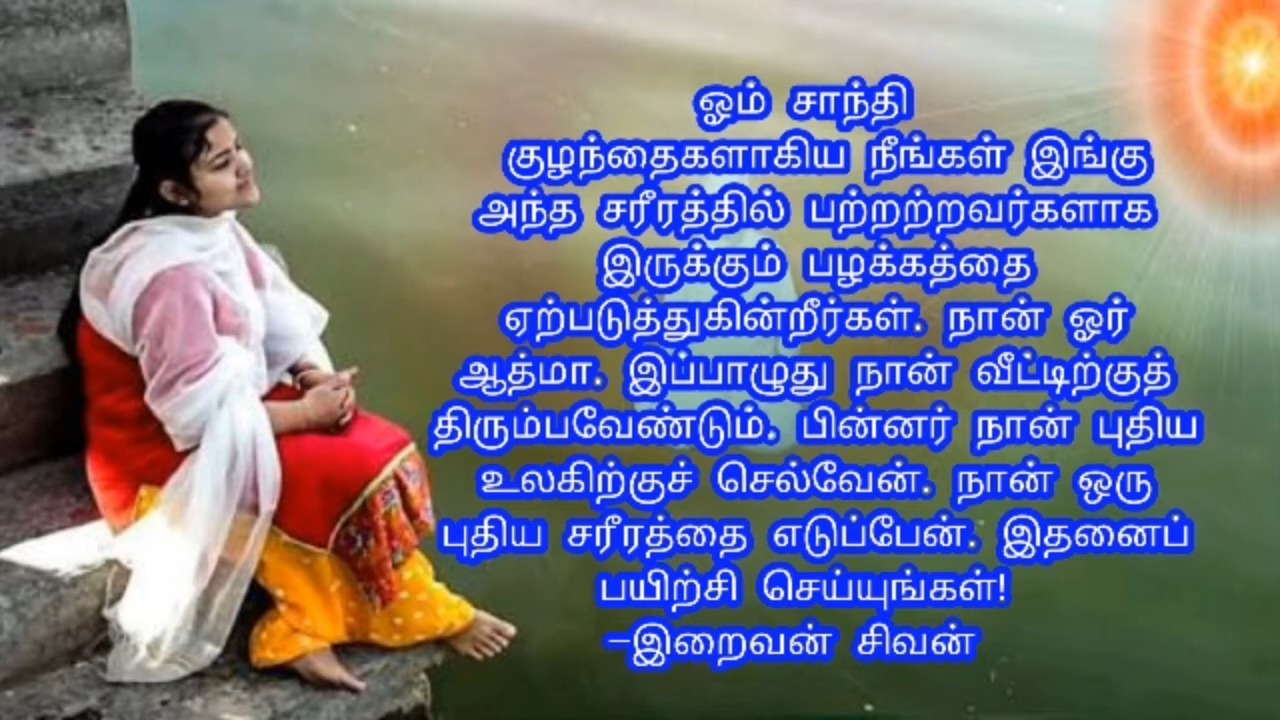 ஓம் சாந்தி
குழந்தைகளாகிய நீங்கள் இங்கு
அந்த சரீரத்தில் பற்றற்றவர்களாக
இருக்கும் பழக்கத்தை
ஏற்படுத்துகின்றீர்கள். நான் ஓர்
ஆத்மா. இப்பாழுது நான் வீட்டிற்குத்
திரும்பவேண்டும். பின்னர் நான் புதிய
உலகிற்குச் செல்வேன். நான் ஒரு
புதிய சரீரத்தை எடுப்பேன். இதனைப்
பயிற்சி செய்யுங்கள்!
-இறைவன் சிவன்